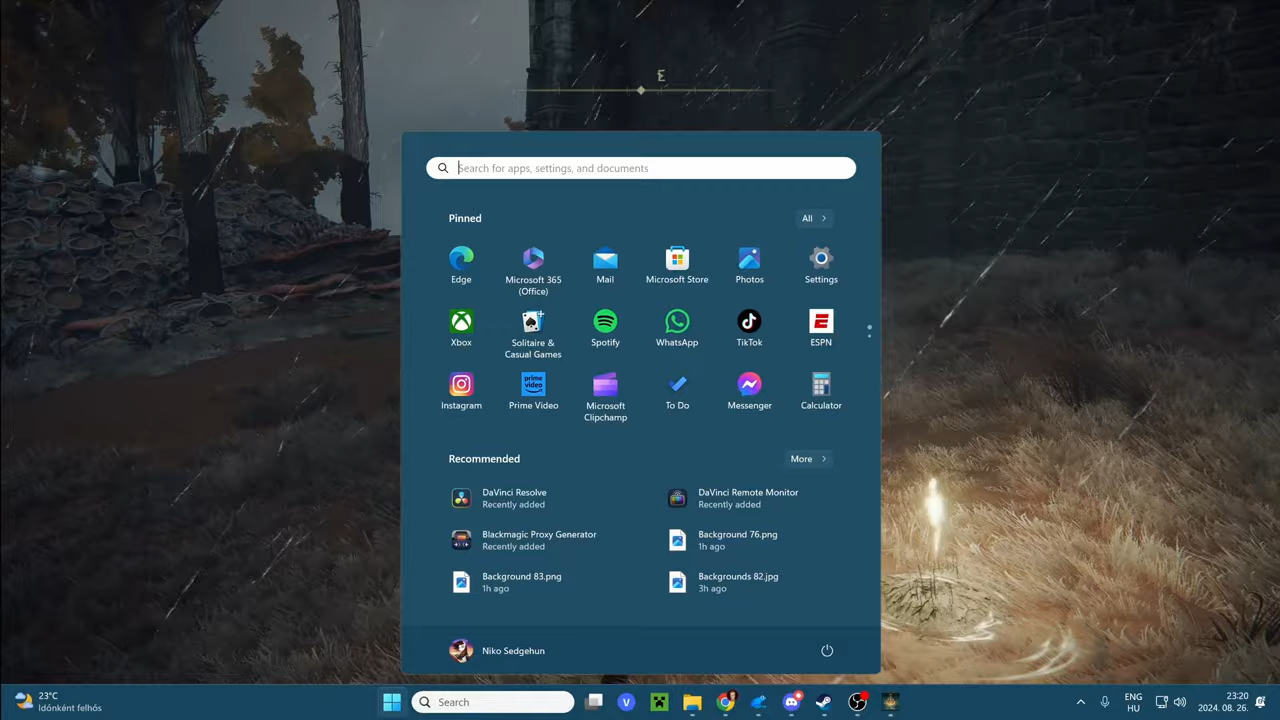 E
Search for apps, settings, and documents
Pinned
All
Edge
Microsoft 365
(Office)
Mail
Microsoft Store
Photos
Settings
Xbox
Solitaire &
Casual Games
Spotify
WhatsApp
TikTok
ESPN
Instagram
prime
video
Prime Video
Microsoft
Clipchamp
To Do
Messenger
Calculator
Recommended
More
DaVinci Resolve
Recently added
DaVinci Remote Monitor
Recently added
Blackmagic Proxy Generator
Recently added
Background 76.png
1h ago
Background 83.png
1h ago
Backgrounds 82.jpg
3h ago
Niko Sedgehun
23°C
Időnként felhős
Search
ENG
HU
23:20
2024. 08. 26.